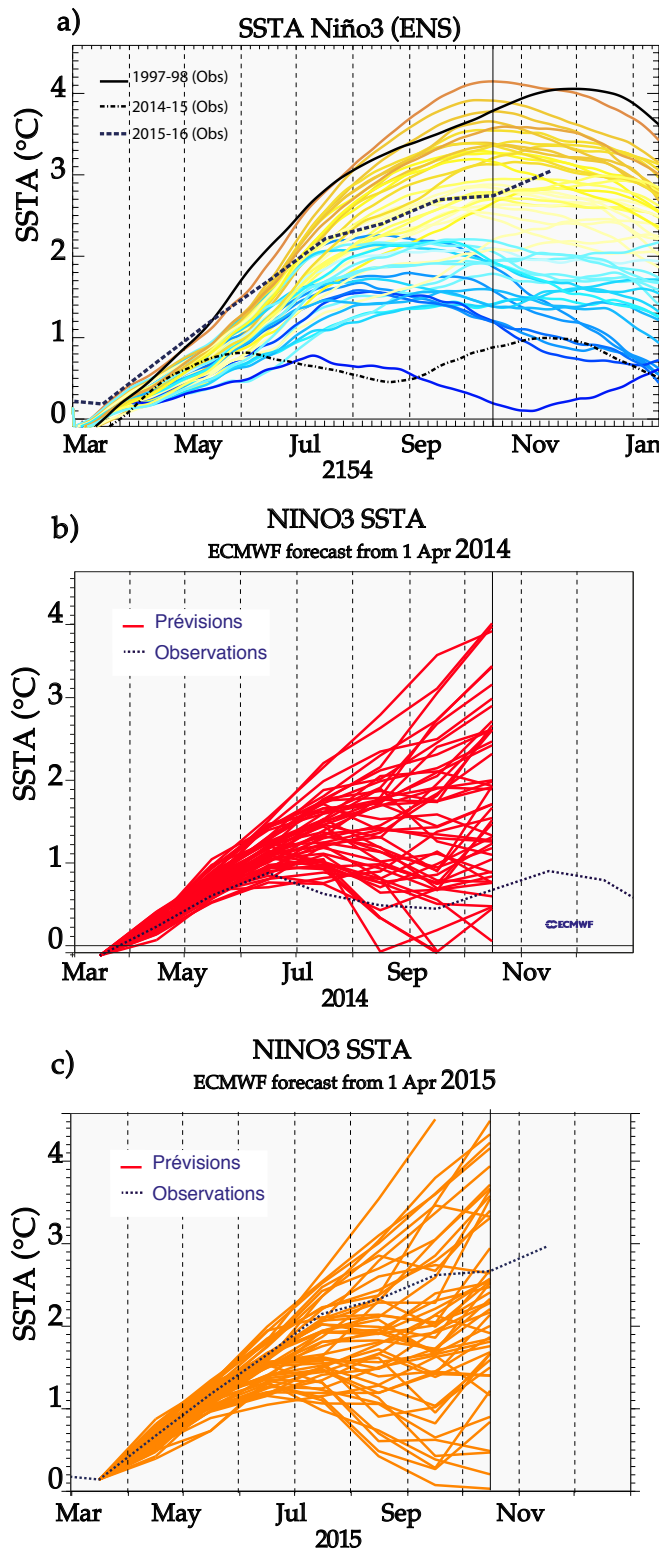 a)
SSTA Niño3 (ENS)
1997-98 (Obs)
2014-15 (Obs)
2015-16 (Obs)
SSTA (°C)
4
3
2
1
0
Mar May Jul Sep Nov Jan
2154
b)
NINO3 SSTA
ECMWF forecast from 1 Apr 2014
Prévisions
Observations
SSTA (°C)
4
3
2
1
0
ECMWF
Mar May Jul Sep Nov
2014
c)
NINO3 SSTA
ECMWF forecast from 1 Apr 2015
Prévisions
Observations
SSTA (°C)
4
3
2
1
0
Mar May Jul Sep Nov
2015